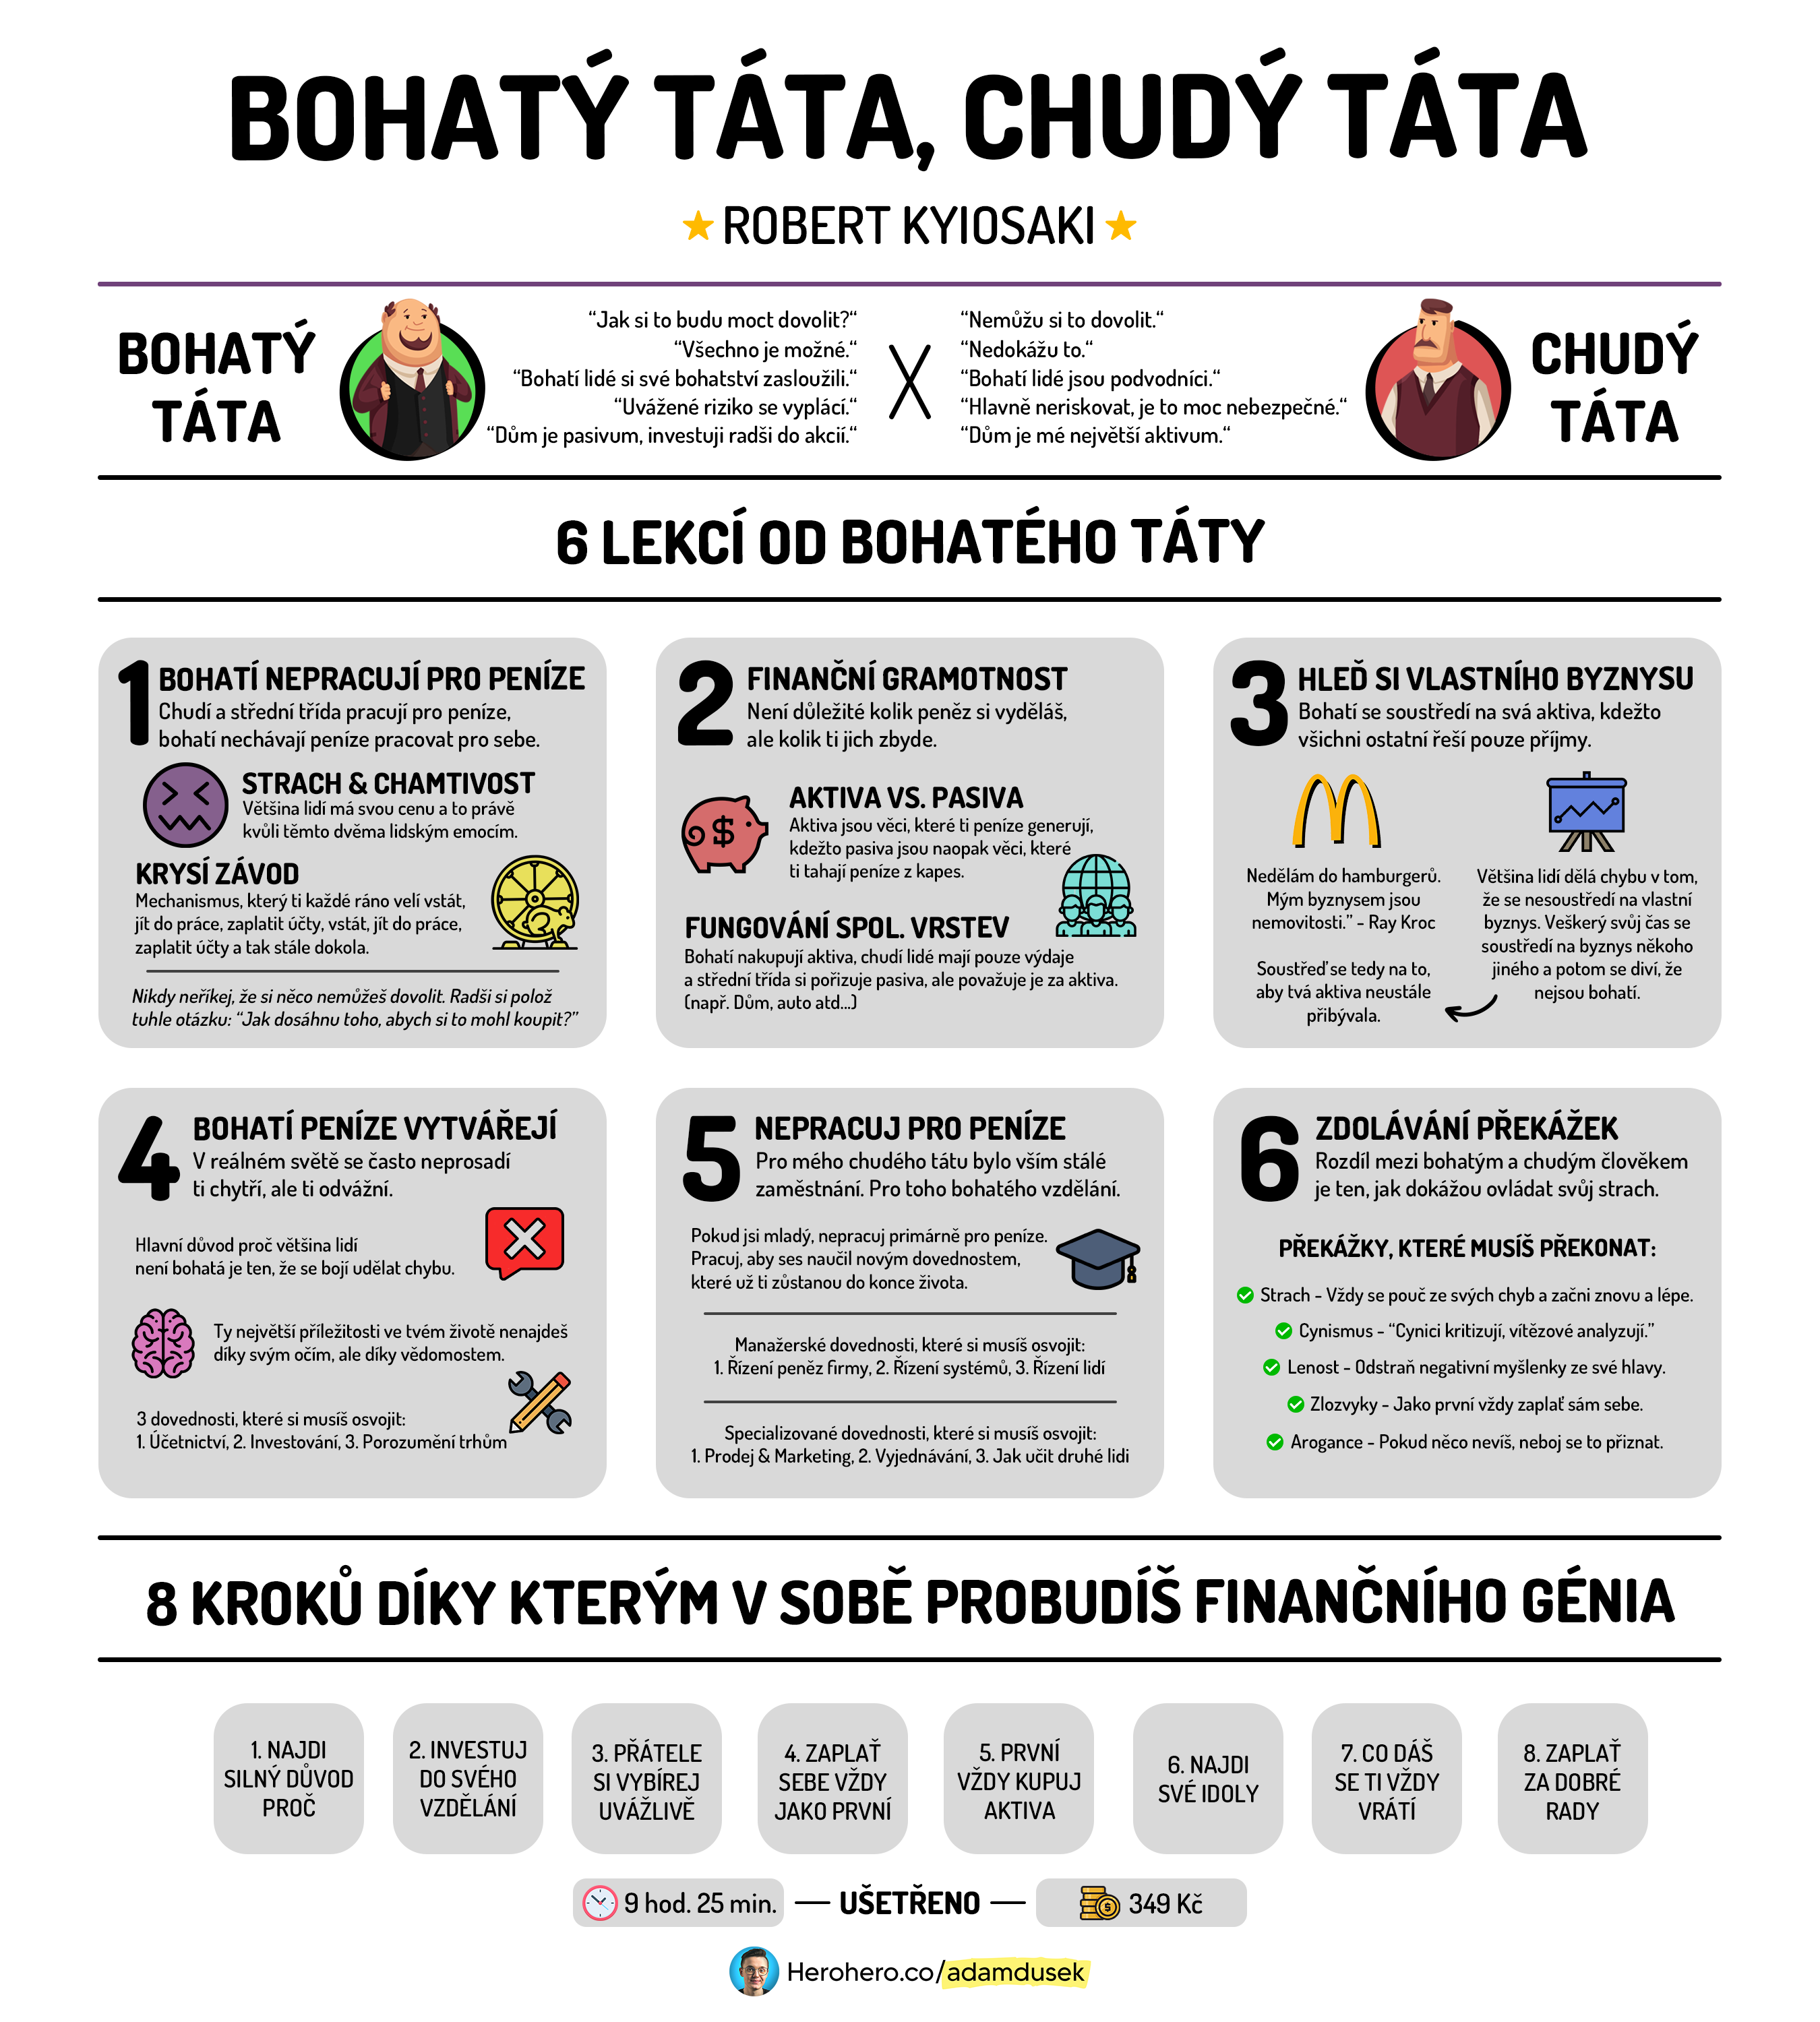 BOHATÝ TÁTA, CHUDÝ TÁTA
ROBERT KYIOSAKI
BOHATÝ
TÁTA
“Jak si to budu moct dovolit?“
“Všechno je možné.“
“Bohatí lidé si své bohatství zasloužili.“
“Uvážené riziko se vyplácí.“
“Dům je pasivum, investuji radši do akcií.“
“Nemůžu si to dovolit.“
“Nedokážu to.“
“Bohatí lidé jsou podvodníci.“
“Hlavně neriskovat, je to moc nebezpečné.“
“Dům je mé největší aktivum.“
CHUDÝ
TÁTA
6 LEKCÍ OD BOHATÉHO TÁTY
1
BOHATÍ NEPRACUJÍ PRO PENÍZE
Chudí a střední třída pracují pro peníze,
bohatí nechávají peníze pracovat pro sebe.
STRACH & CHAMTIVOST
Většina lidí má svou cenu a to právě
kvůli těmto dvěma lidským emocím.
KRYSÍ ZÁVOD
Mechanismus, který ti každé ráno velí vstát,
jít do práce, zaplatit účty, vstát, jít do práce,
zaplatit účty a tak stále dokola.
Nikdy neříkej, že si něco nemůžeš dovolit. Radši si polož
tuhle otázku: “Jak dosáhnu toho, abych si to mohl koupit?”
2
FINANČNÍ GRAMOTNOST
Není důležité kolik peněz si vyděláš,
ale kolik ti jich zbyde.
AKTIVA VS. PASIVA
Aktiva jsou věci, které ti peníze generují,
kdežto pasiva jsou naopak věci, které
ti tahají peníze z kapes.
FUNGOVÁNÍ SPOL. VRSTEV
Bohatí nakupují aktiva, chudí lidé mají pouze výdaje
a střední třída si pořizuje pasiva, ale považuje je za aktiva.
(např. Dům, auto atd...)
3
HLEĎ SI VLASTNÍHO BYZNYSU
Bohatí se soustředí na svá aktiva, kdežto
všichni ostatní řeší pouze příjmy.
Nedělám do hamburgerů.
Mým byznysem jsou
nemovitosti.” - Ray Kroc
Soustřeď se tedy na to,
aby tvá aktiva neustále
přibývala.
Většina lidí dělá chybu v tom,
že se nesoustředí na vlastní
byznys. Veškerý svůj čas se
soustředí na byznys někoho
jiného a potom se diví, že
nejsou bohatí.
4
BOHATÍ PENÍZE VYTVÁŘEJÍ
V reálném světě se často neprosadí
ti chytří, ale ti odvážní.
Hlavní důvod proč většina lidí
není bohatá je ten, že se bojí udělat chybu.
Ty největší příležitosti ve tvém životě nenajdeš
díky svým očím, ale díky vědomostem.
3 dovednosti, které si musíš osvojit:
1. Účetnictví, 2. Investování, 3. Porozumění trhům
5
NEPRACUJ PRO PENÍZE
Pro mého chudého tátu bylo vším stálé
zaměstnání. Pro toho bohatého vzdělání.
Pokud jsi mladý, nepracuj primárně pro peníze.
Pracuj, aby ses naučil novým dovednostem,
které už ti zůstanou do konce života.
Manažerské dovednosti, které si musíš osvojit:
1. Řízení peněz firmy, 2. Řízení systémů, 3. Řízení lidí
Specializované dovednosti, které si musíš osvojit:
1. Prodej & Marketing, 2. Vyjednávání, 3. Jak učit druhé lidi
6
ZDOLÁVÁNÍ PŘEKÁŽEK
Rozdíl mezi bohatým a chudým člověkem
je ten, jak dokážou ovládat svůj strach.
PŘEKÁŽKY, KTERÉ MUSÍŠ PŘEKONAT:
Strach - Vždy se pouč ze svých chyb a začni znovu a lépe.
Cynismus - “Cynici kritizují, vítězové analyzují.”
Lenost - Odstraň negativní myšlenky ze své hlavy.
Zlozvyky - Jako první vždy zaplať sám sebe.
Arogance - Pokud něco nevíš, neboj se to přiznat.
8 KROKŮ DÍKY KTERÝM V SOBĚ PROBUDÍŠ FINANČNÍHO GÉNIA
1. NAJDI
SILNÝ DŮVOD
PROČ
2. INVESTUJ
DO SVÉHO
VZDĚLÁNÍ
3. PŘÁTELE
SI VYBÍREJ
UVÁŽLIVĚ
4. ZAPLAŤ
SEBE VŽDY
JAKO PRVNÍ
5. PRVNÍ
VŽDY KUPUJ
AKTIVA
6. NAJDI
SVÉ IDOLY
7. CO DÁŠ
SE TI VŽDY
VRÁTÍ
8. ZAPLAŤ
ZA DOBRÉ
RADY
9 hod. 25 min. — UŠETŘENO — 349 Kč
Herohero.co/adamdusek